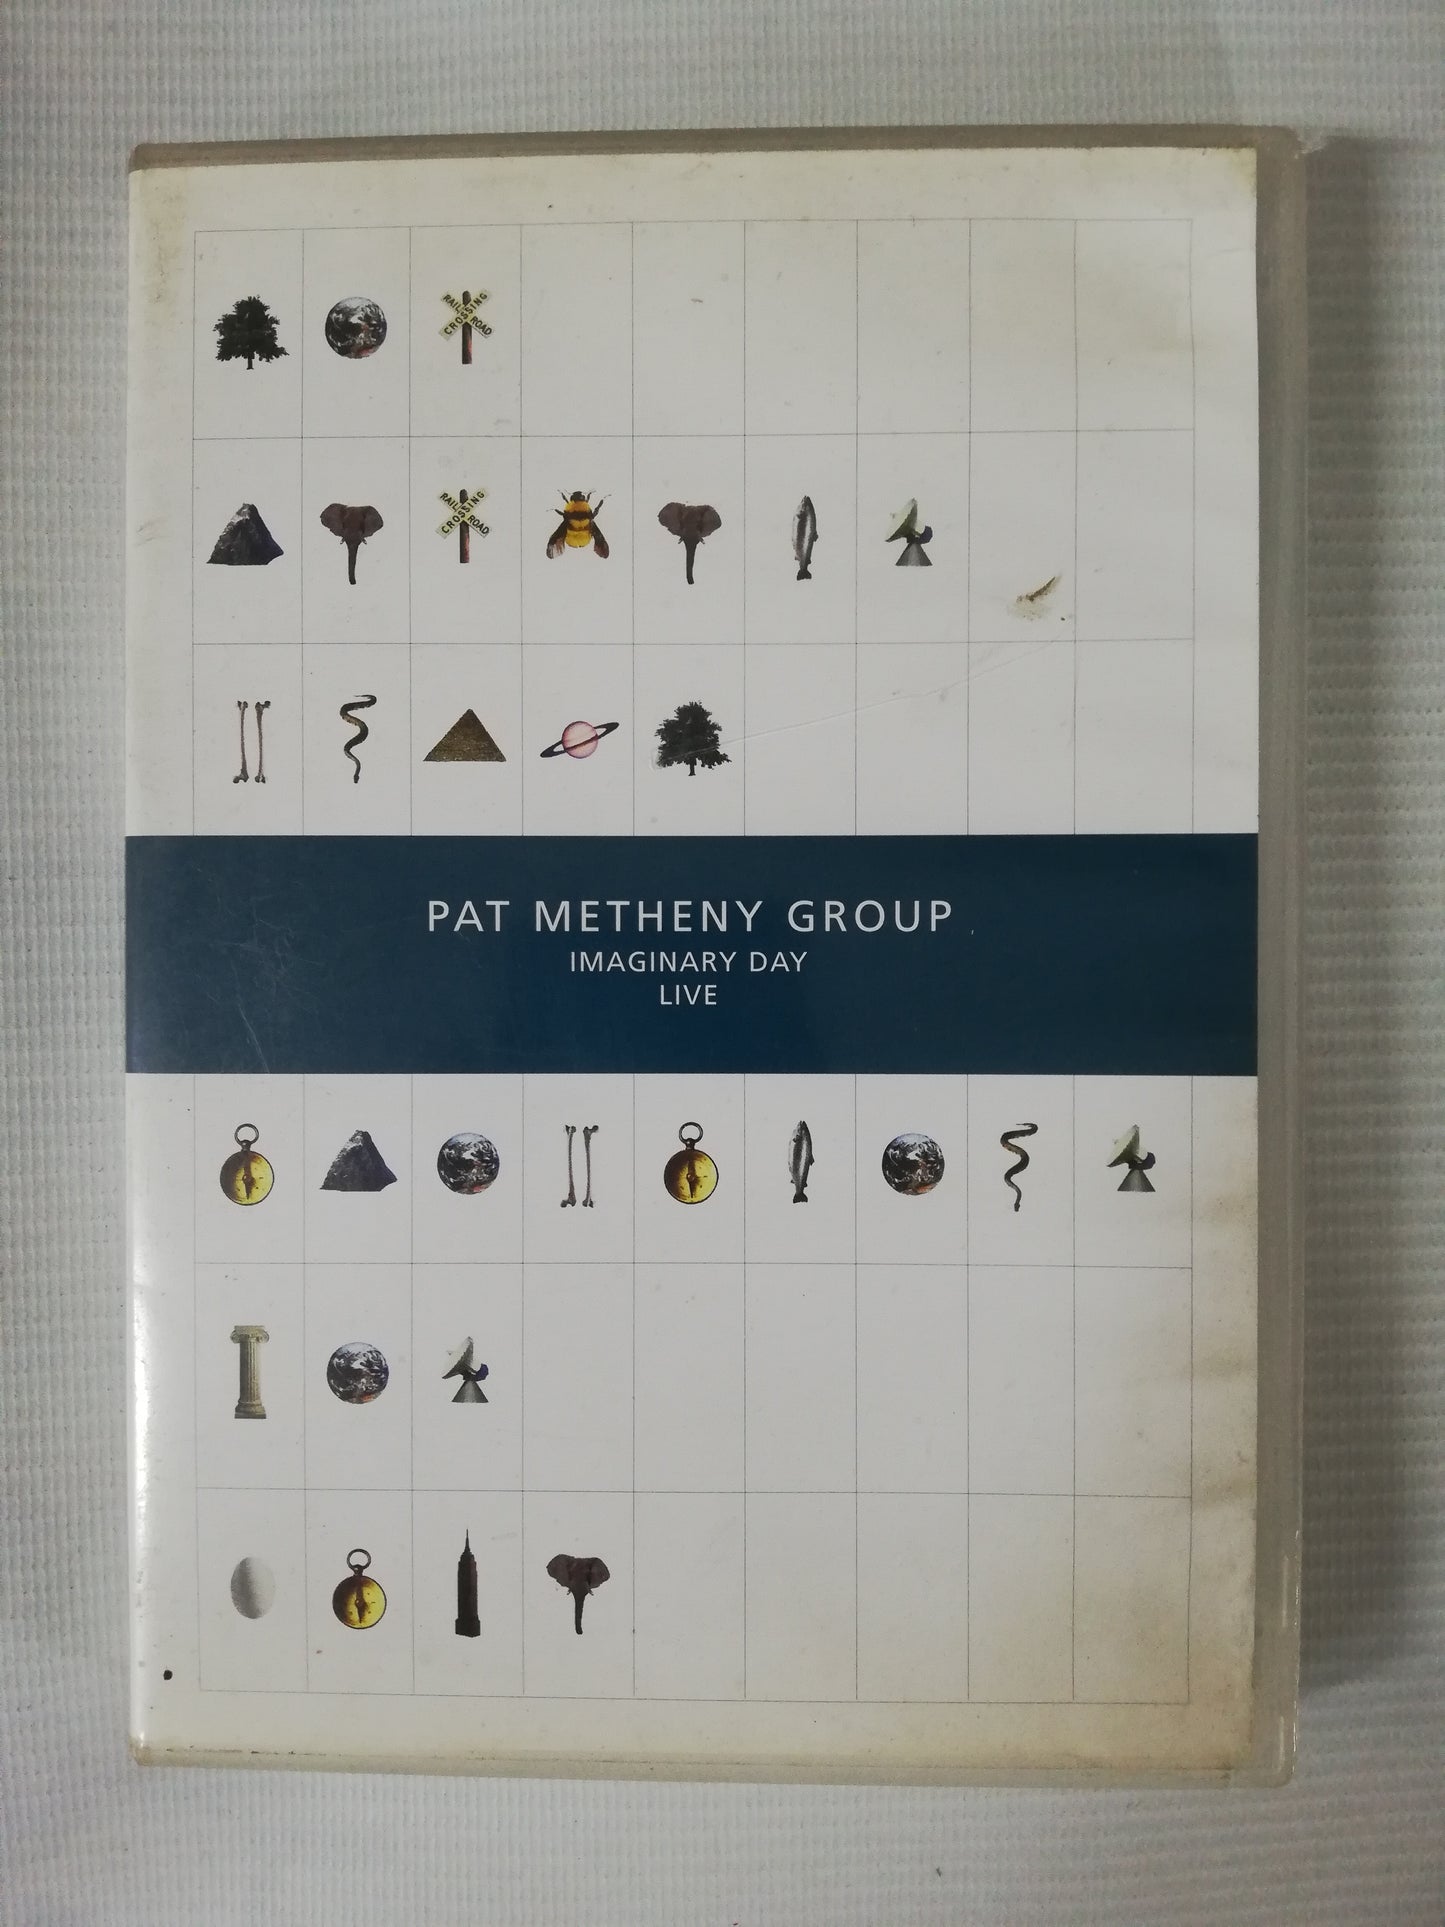 RAIL ROAD
CROSSING
RAIL ROAD
CROSSING
PAT METHENY GROUP
IMAGINARY DAY
LIVE